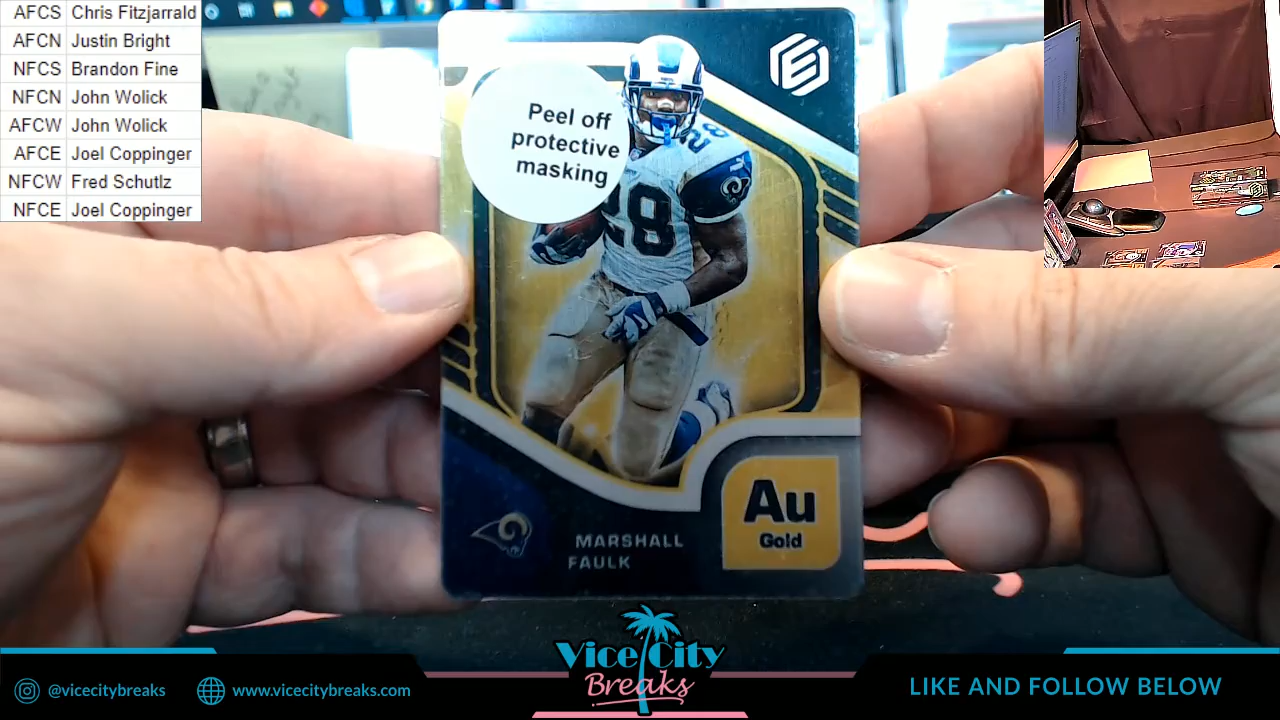 AFCS Chris Fitzjarrald
AFCN Justin Bright
NFCS Brandon Fine
NFCN John Wolick
AFCW John Wolick
AFCE Joel Coppinger
NFCW Fred Schutlz
NFCE Joel Coppinger
Peel off
protective
masking
28
28
Au
Gold
MARSHALL
FAULK
Vice City
Breaks
@vicecitybreaks
www.vicecitybreaks.com
LIKE AND FOLLOW BELOW